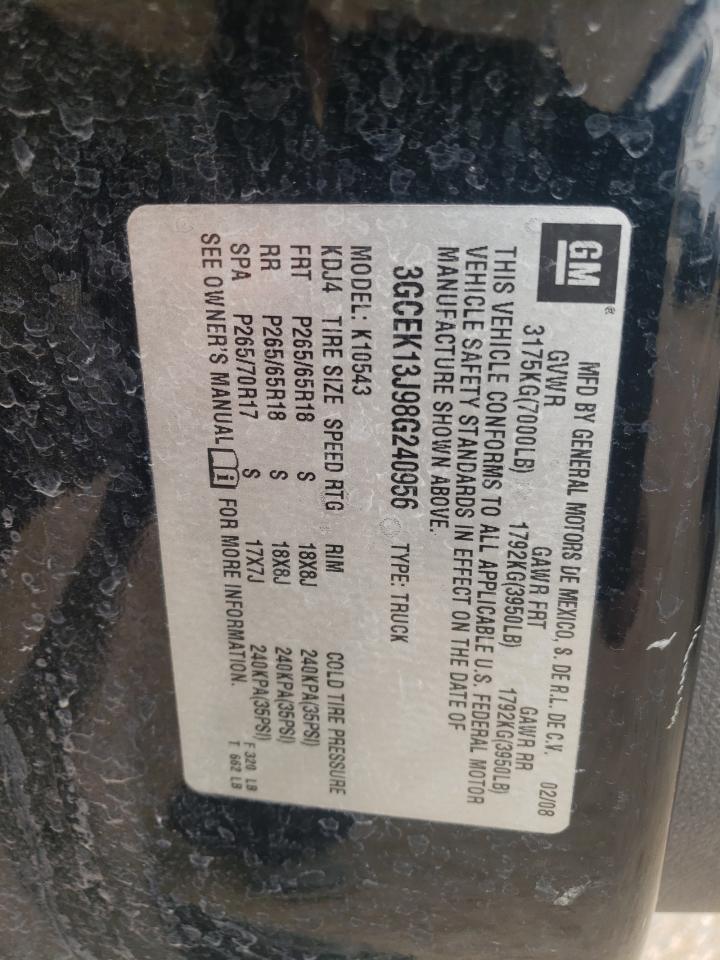 GM ®
MFD BY GENERAL MOTORS DE MEXICO, S. DE R.L. DE C.V. 02/08
GVWR GAWR FRT GAWR RR
3175KG(7000LB) 1792KG(3950LB) 1792KG(3950LB)
THIS VEHICLE CONFORMS TO ALL APPLICABLE U.S. FEDERAL MOTOR
VEHICLE SAFETY STANDARDS IN EFFECT ON THE DATE OF
MANUFACTURE SHOWN ABOVE.
3GCEK13J98G240956 TYPE: TRUCK
MODEL: K10543
KDJ4 TIRE SIZE SPEED RTG RIM COLD TIRE PRESSURE
FRT P265/65R18 S 18X8J 240KPA(35PSI)
RR P265/65R18 S 18X8J 240KPA(35PSI)
SPA P265/70R17 S 17X7J 240KPA(35PSI)
SEE OWNER'S MANUAL i FOR MORE INFORMATION.
F 320 LB
T 662 LB